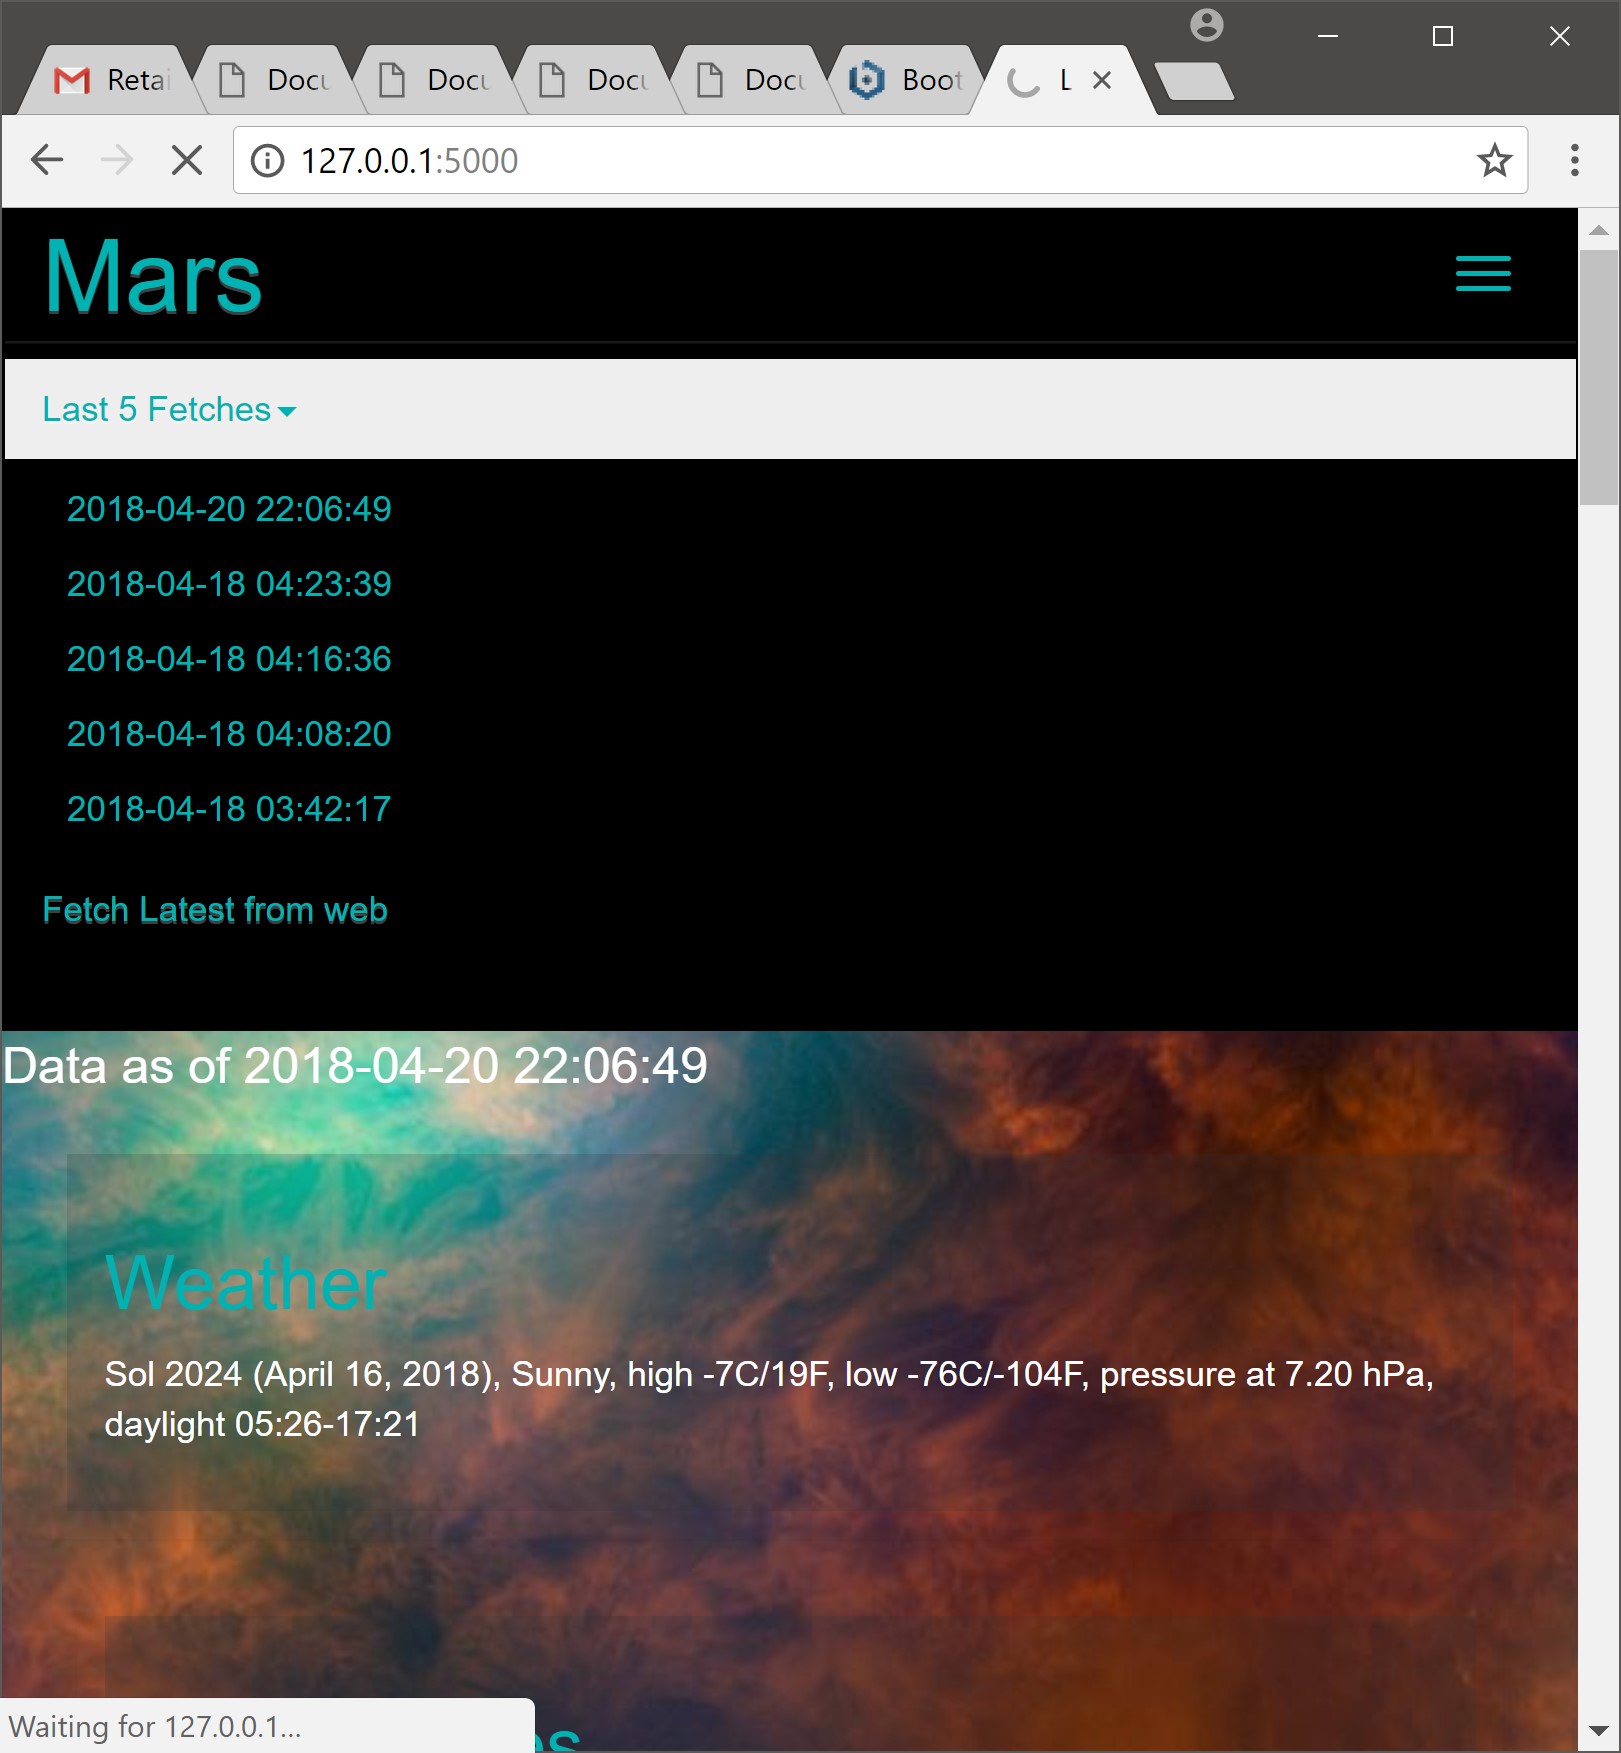 Retai
Docu
Docu
Docu
Docu
Boot
L
127.0.0.1:5000
Mars
Last 5 Fetches
2018-04-20 22:06:49
2018-04-18 04:23:39
2018-04-18 04:16:36
2018-04-18 04:08:20
2018-04-18 03:42:17
Fetch Latest from web
Data as of 2018-04-20 22:06:49
Weather
Sol 2024 (April 16, 2018), Sunny, high -7C/19F, low -76C/-104F, pressure at 7.20 hPa,
daylight 05:26-17:21
Waiting for 127.0.0.1...